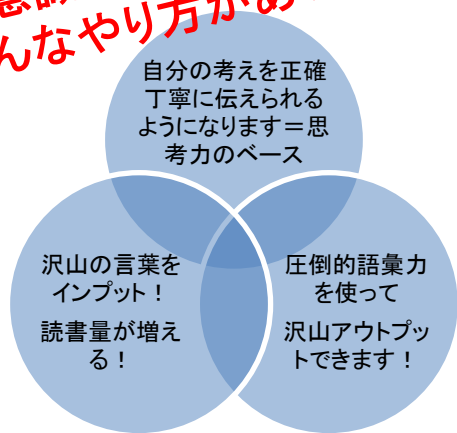 んなやり方があ
自分の考えを正確
丁寧に伝えられる
ようになります＝思
考力のベース
沢山の言葉を
インプット！
読書量が増え
る！
圧倒的語彙力
を使って
沢山アウトプッ
トできます！